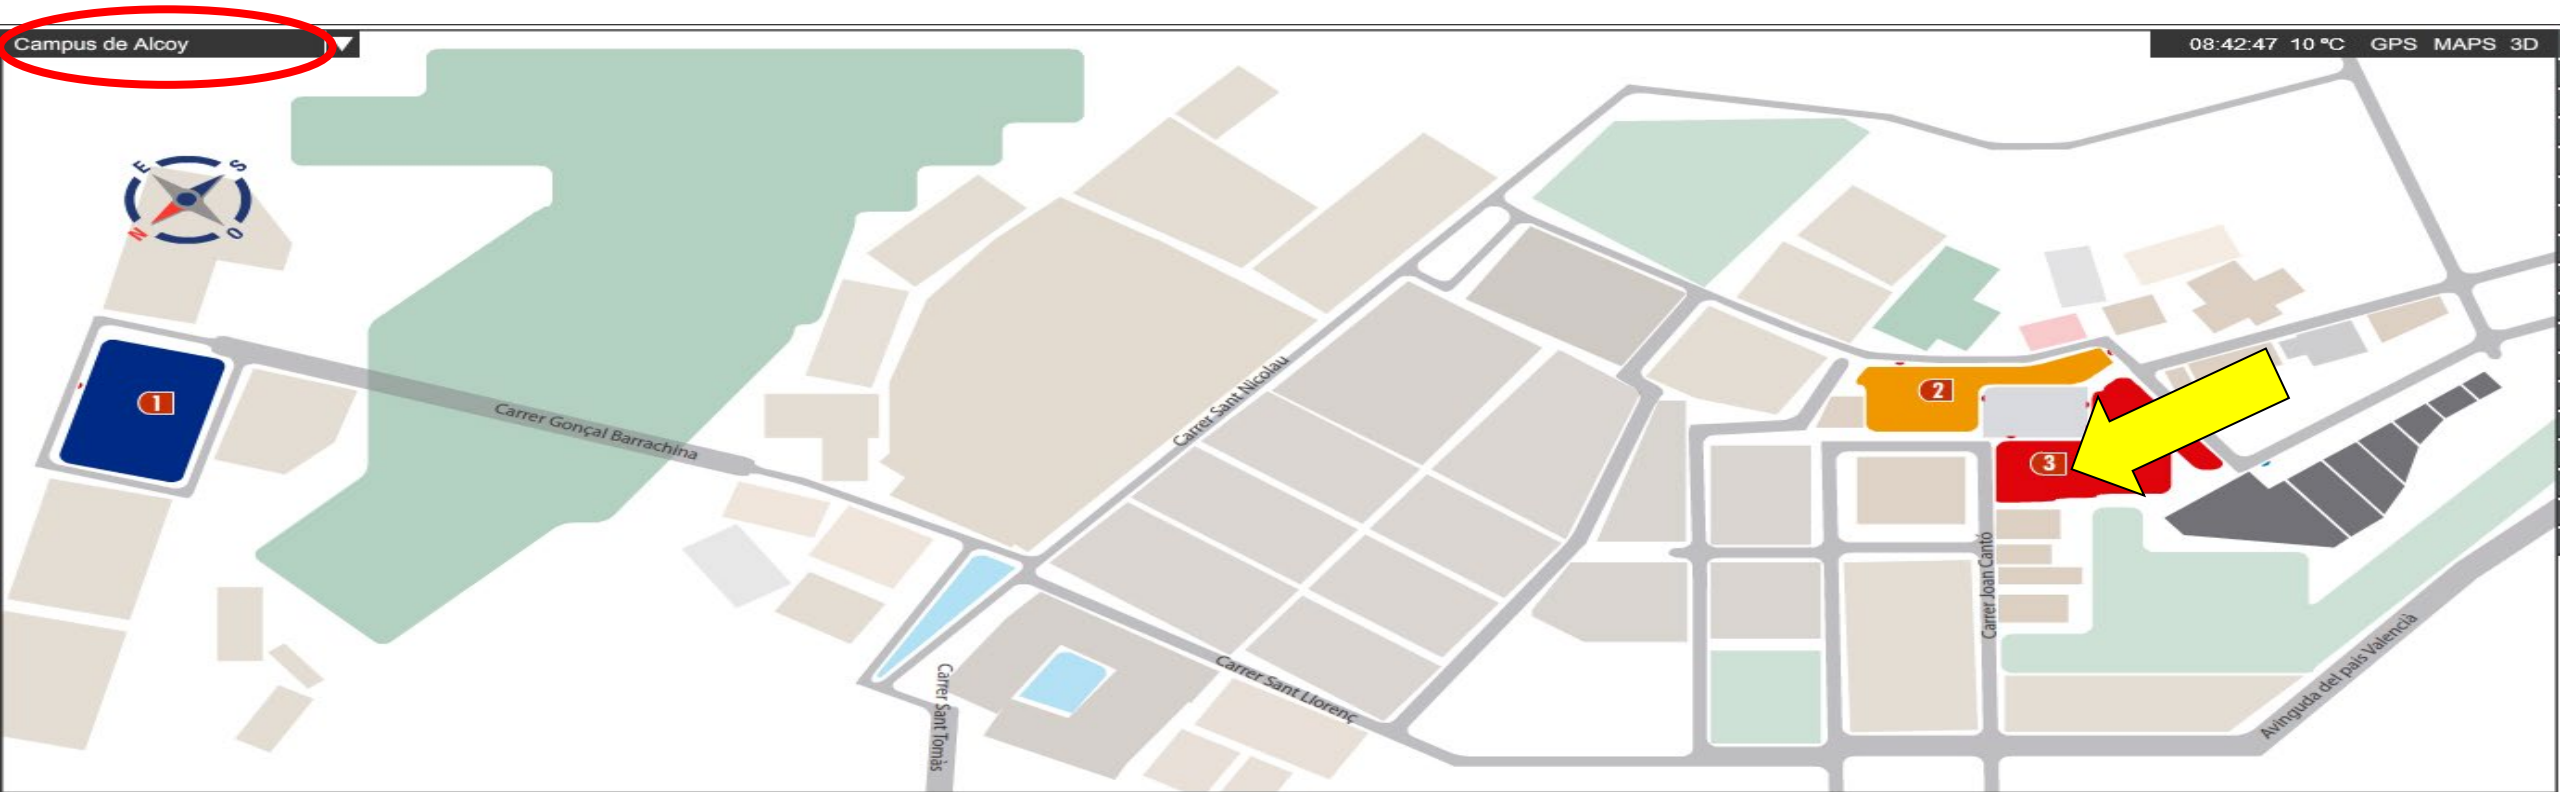 Campus de Alcoy
08:42:47 10 ºC GPS MAPS 3D
E
S
N
O
1
Carrer Gonçal Barrachina
Carrer Sant Nicolau
2
3
Carrer Joan Cantó
Carrer Sant Tomàs
Carrer Sant Llorenç
Avinguda del pais Valencià